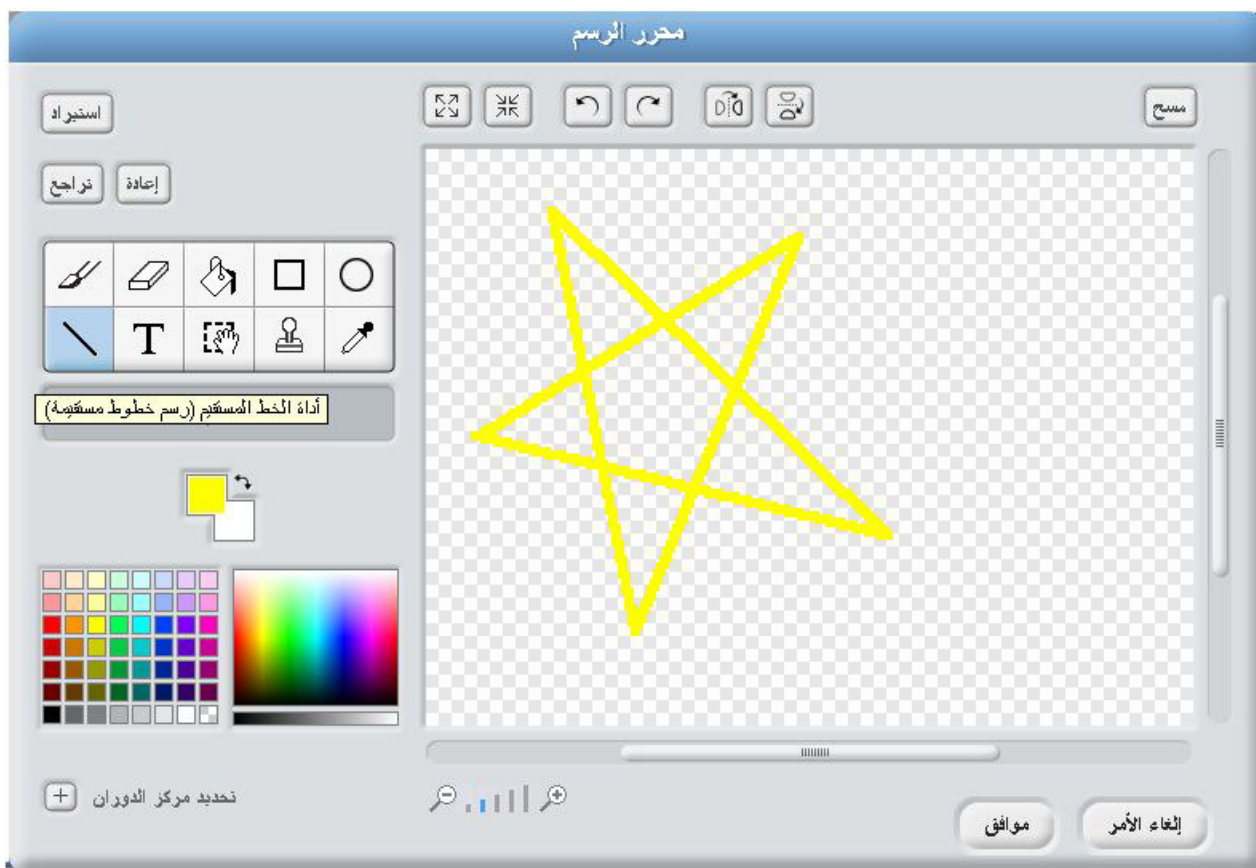 محرر الرسم
استيراد
مسح
تراجع إعادة
T
أداة الخط المستقيم (رسم خطوط مستقيمة)
تحديد مركز الدوران
موافق إلغاء الأمر